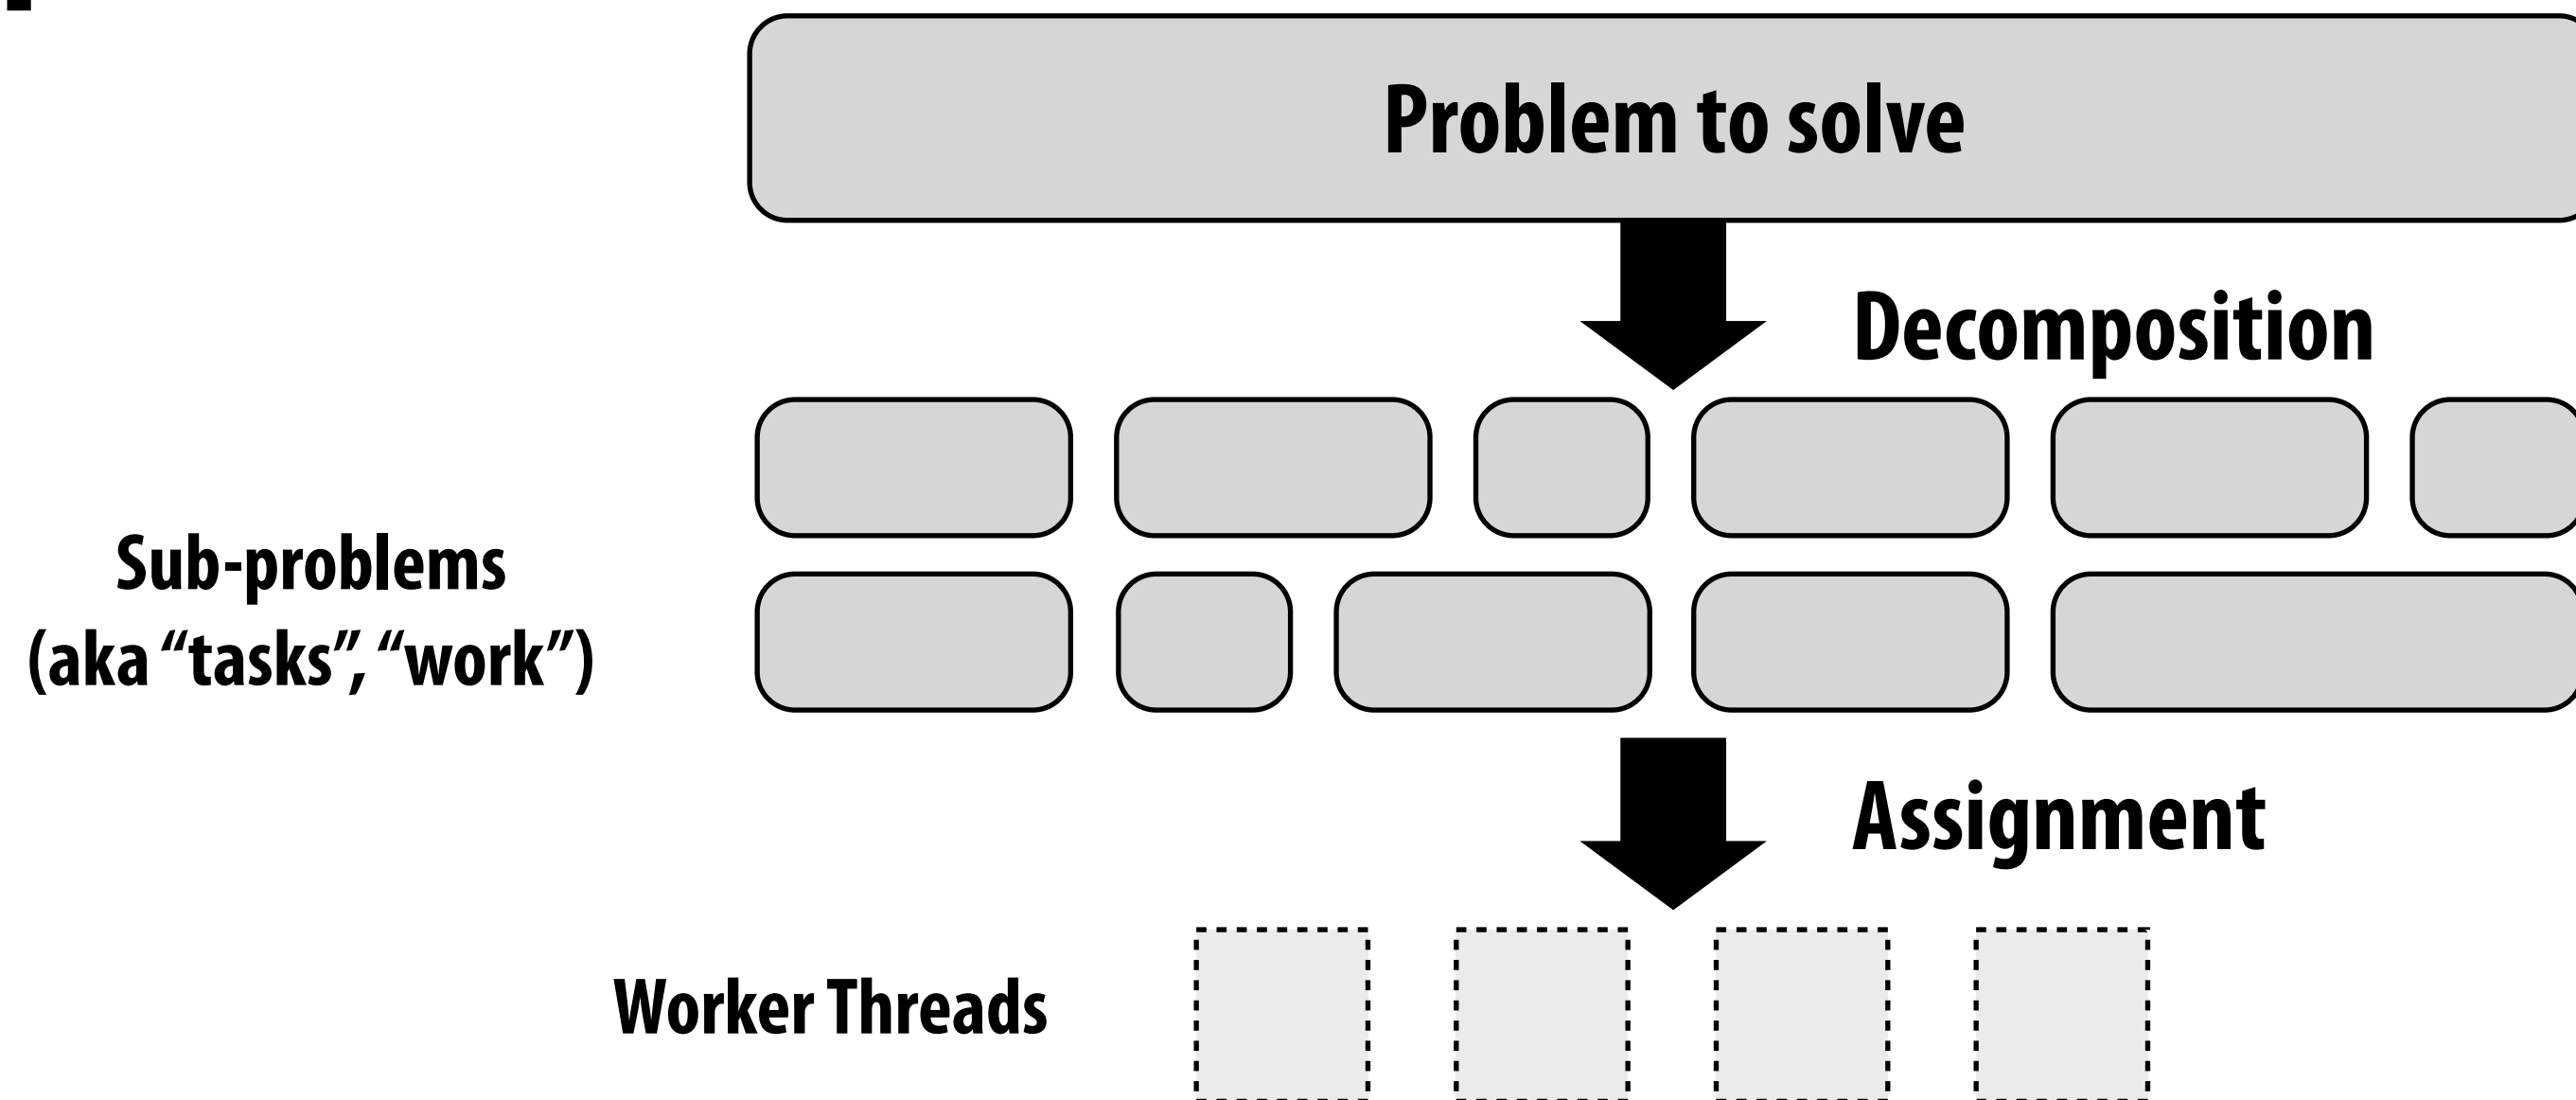 Problem to solve
Decomposition
Sub-problems
(aka “tasks”, “work”)
Assignment
Worker Threads